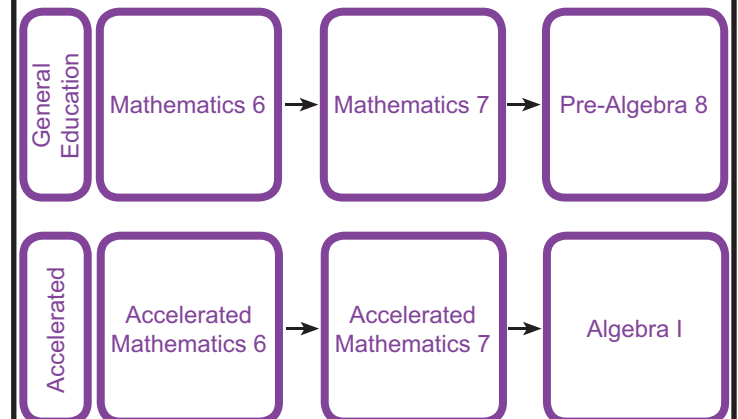 General
Education
Mathematics 6
Mathematics 7
Pre-Algebra 8
Accelerated
Accelerated
Mathematics 6
Accelerated
Mathematics 7
Algebra I